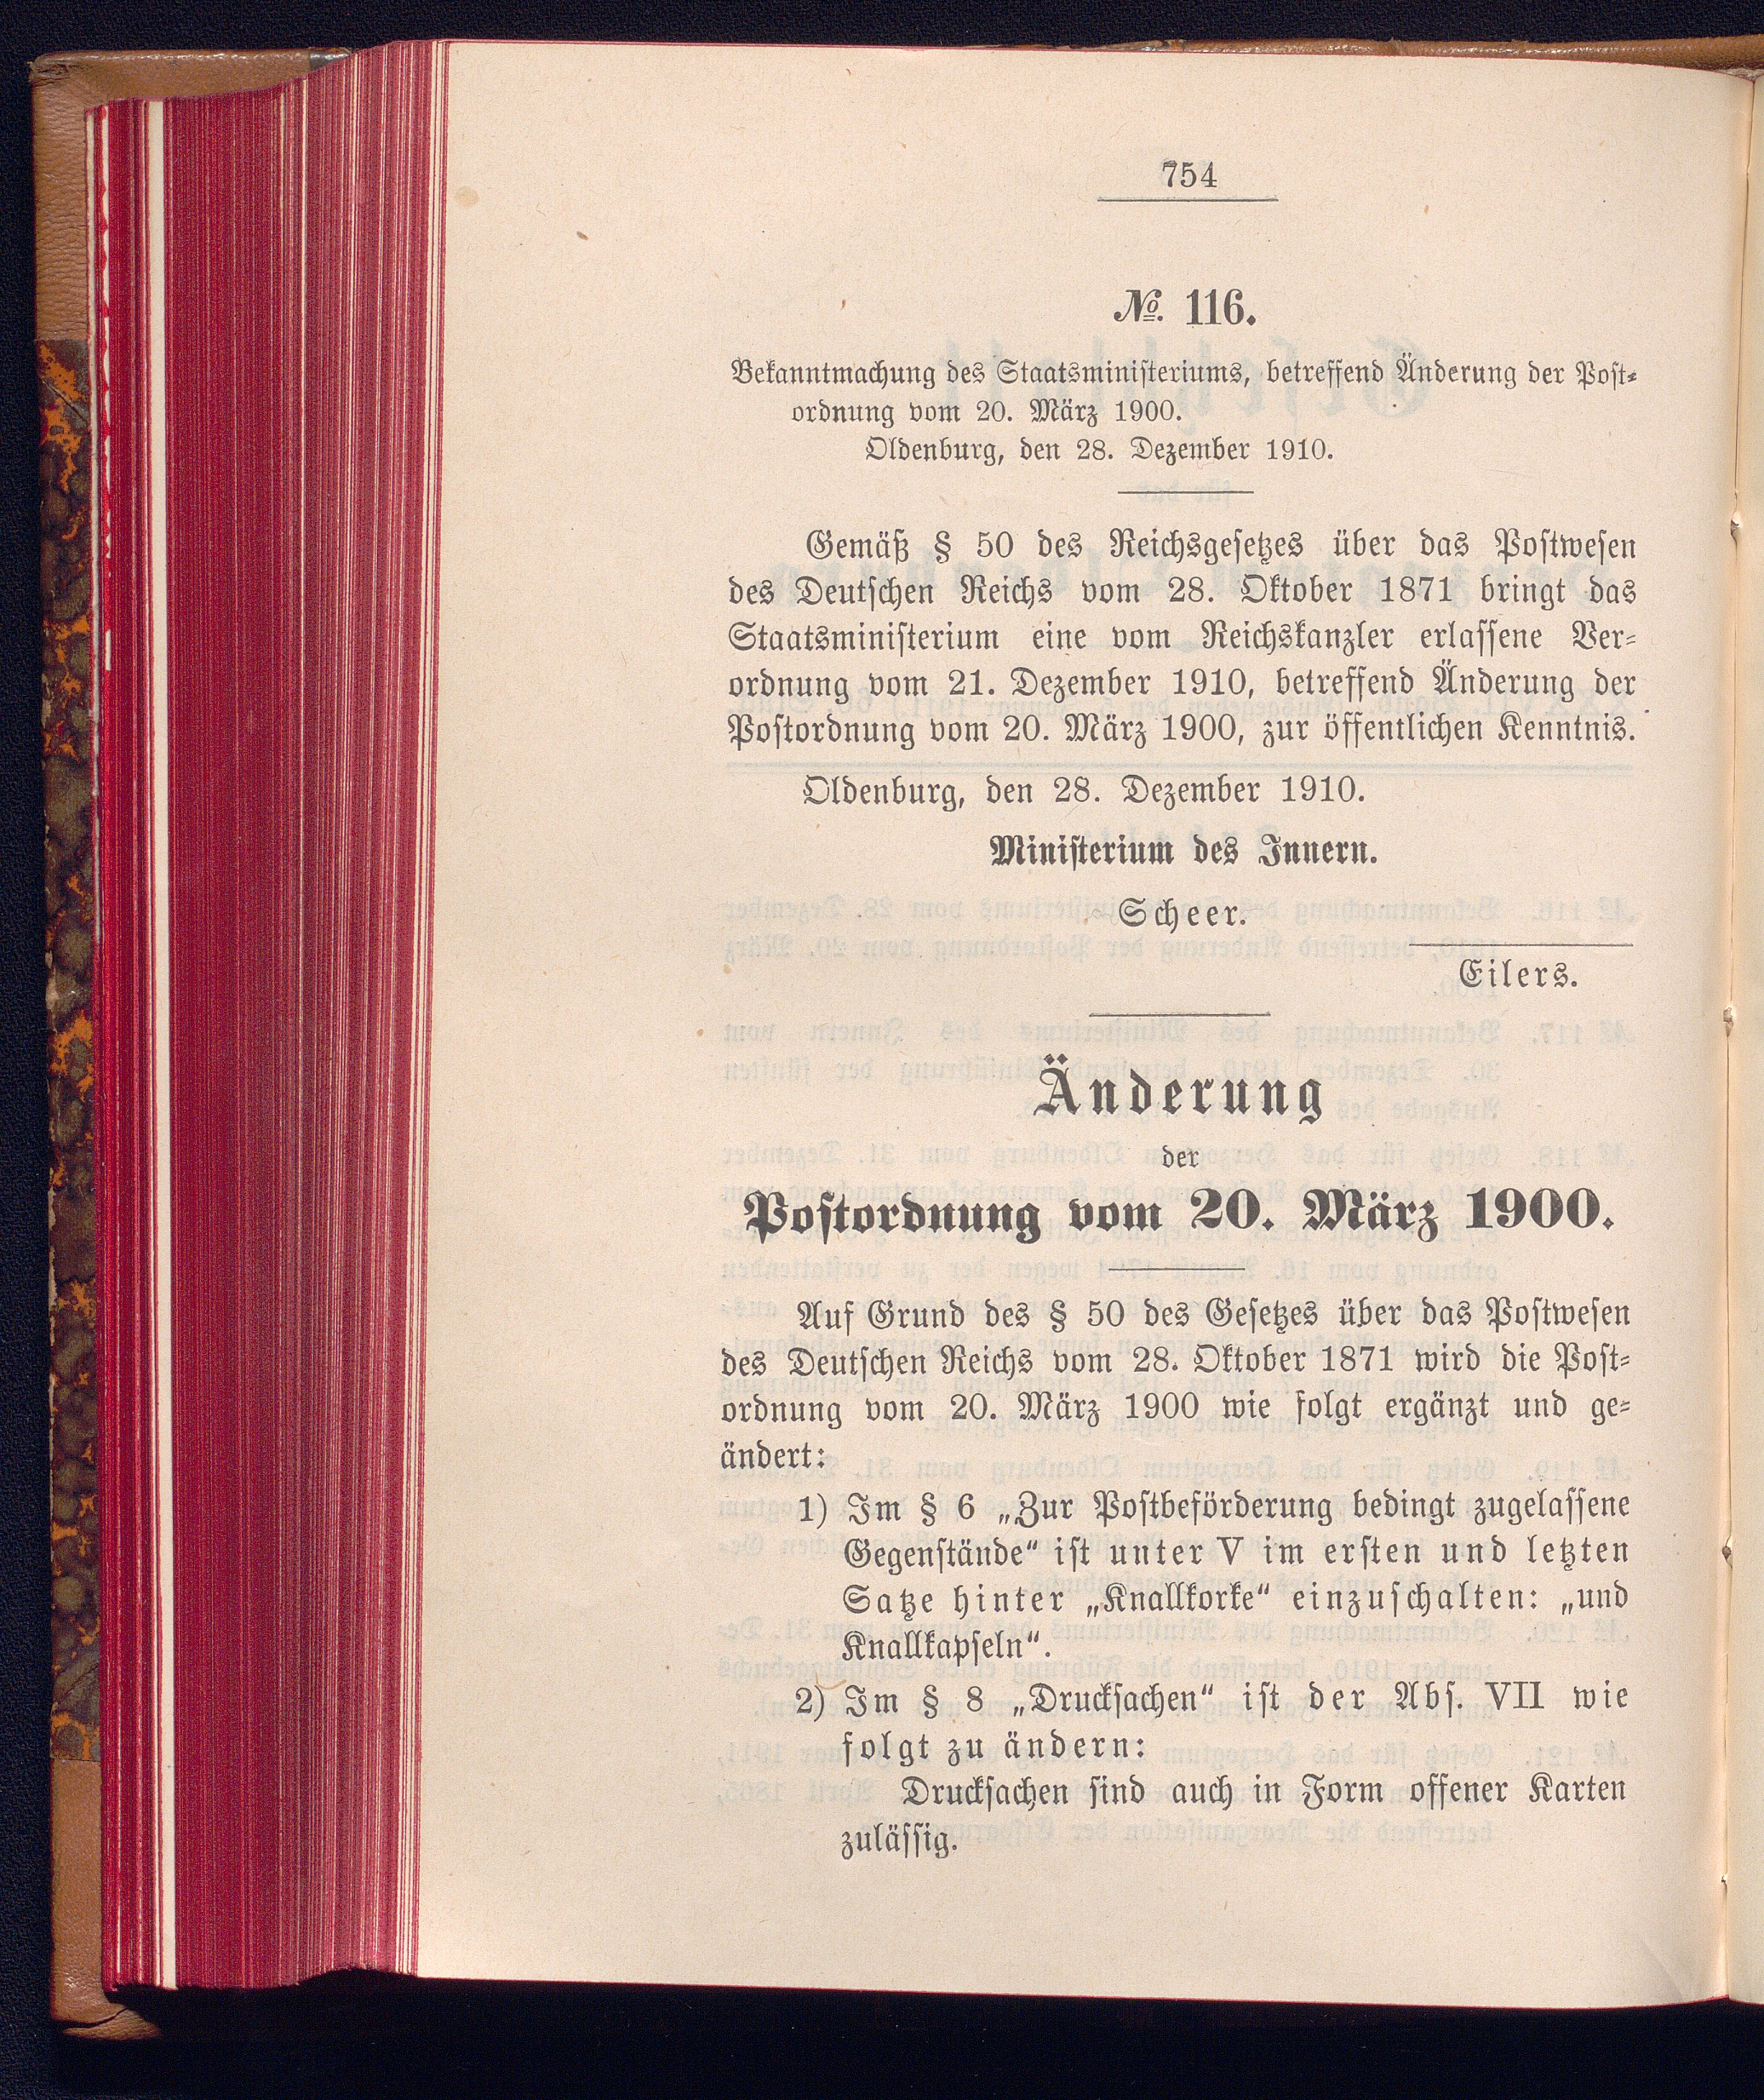 754
№. 116.
Bekanntmachung des Staatsministeriums, betreffend Änderung der Post-
ordnung vom 20. März 1900.
Oldenburg, den 28. Dezember 1910.
Gemäß § 50 des Reichsgesetzes über das Postwesen
des Deutschen Reichs vom 28. Oktober 1871 bringt das
Staatsministerium eine vom Reichskanzler erlassene Ver-
ordnung vom 21. Dezember 1910, betreffend Änderung der
Postordnung vom 20. März 1900, zur öffentlichen Kenntnis.
Oldenburg, den 28. Dezember 1910.
Ministerium des Innern.
Scheer.
Eilers.
Änderung
der
Postordnung vom 20. März 1900.
Auf Grund des § 50 des Gesetzes über das Postwesen
des Deutschen Reichs vom 28. Oktober 1871 wird die Post-
ordnung vom 20. März 1900 wie folgt ergänzt und ge-
ändert:
1) Im § 6 „Zur Postbeförderung bedingt zugelassene
Gegenstände“ ist unter V im ersten und letzten
Satze hinter „Knallkorke“ einzuschalten: „und
Knallkapseln“.
2) Im § 8 „Drucksachen“ ist der Abs. VII wie
folgt zu ändern:
Drucksachen sind auch in Form offener Karten
zulässig.